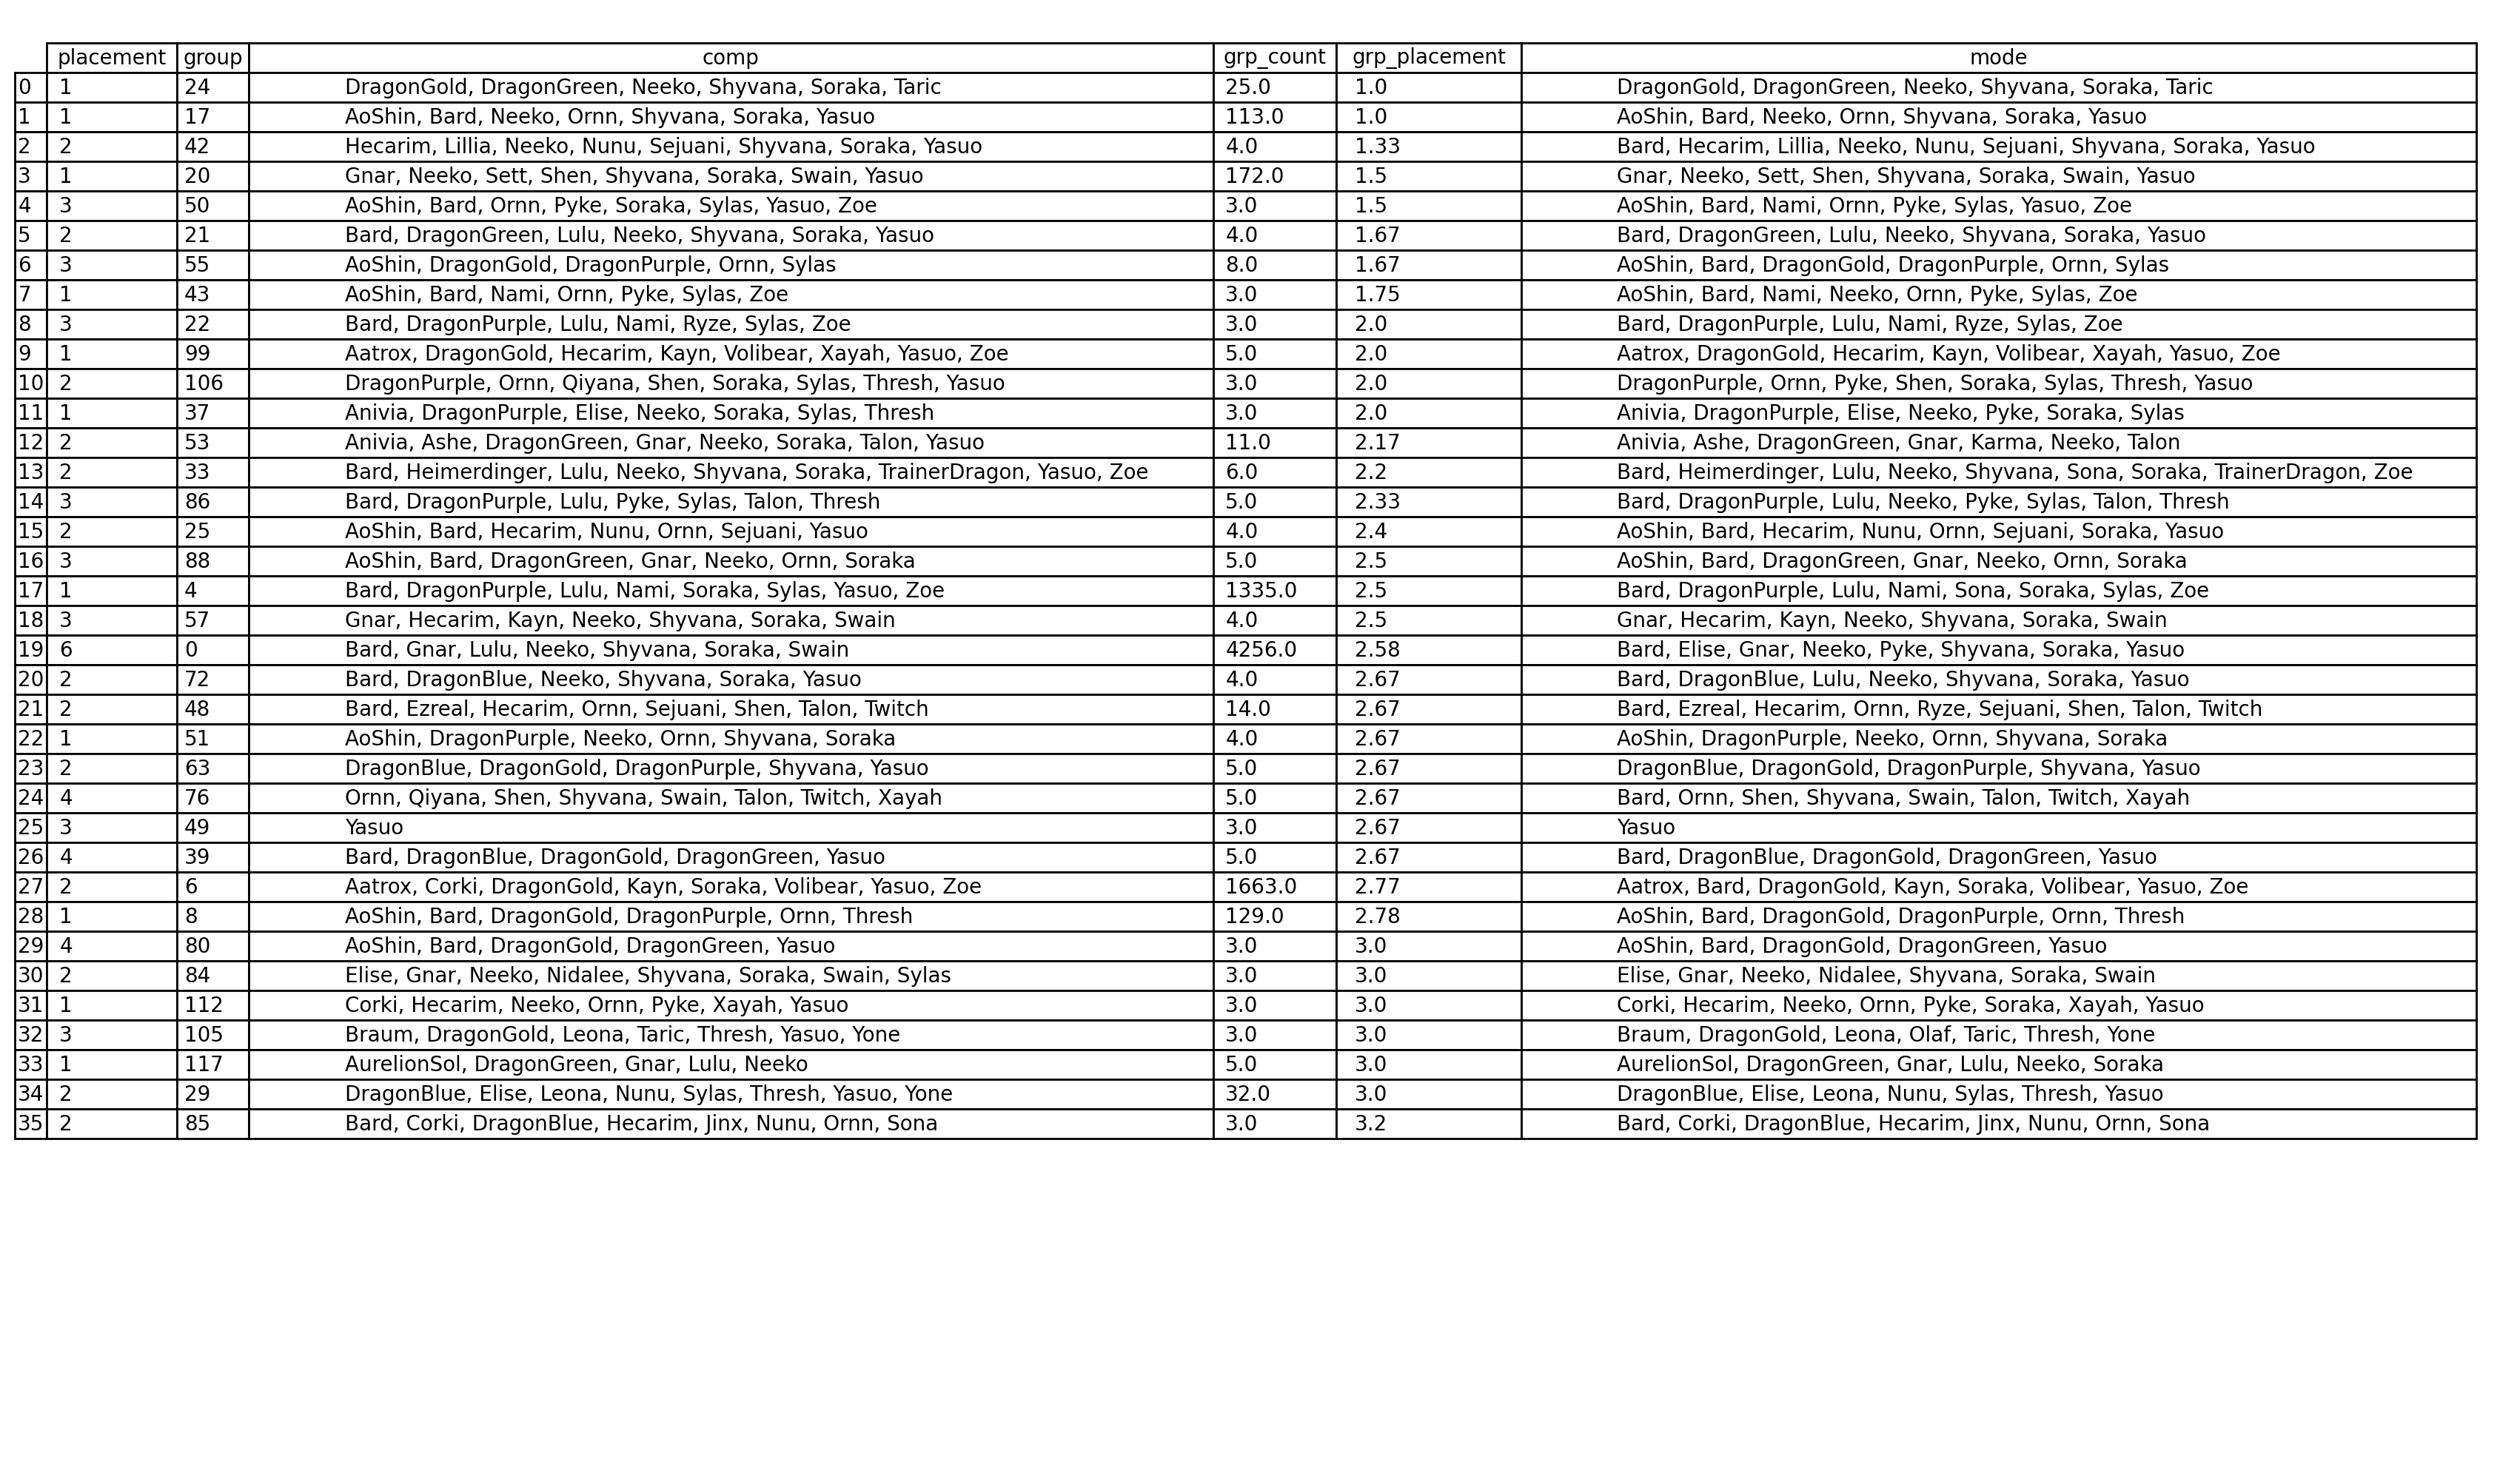 placement group comp grp_count grp_placement mode
0 1 24 DragonGold, DragonGreen, Neeko, Shyvana, Soraka, Taric 25.0 1.0 DragonGold, DragonGreen, Neeko, Shyvana, Soraka, Taric
1 1 17 AoShin, Bard, Neeko, Ornn, Shyvana, Soraka, Yasuo 113.0 1.0 AoShin, Bard, Neeko, Ornn, Shyvana, Soraka, Yasuo
2 2 42 Hecarim, Lillia, Neeko, Nunu, Sejuani, Shyvana, Soraka, Yasuo 4.0 1.33 Bard, Hecarim, Lillia, Neeko, Nunu, Sejuani, Shyvana, Soraka, Yasuo
3 1 20 Gnar, Neeko, Sett, Shen, Shyvana, Soraka, Swain, Yasuo 172.0 1.5 Gnar, Neeko, Sett, Shen, Shyvana, Soraka, Swain, Yasuo
4 3 50 AoShin, Bard, Ornn, Pyke, Soraka, Sylas, Yasuo, Zoe 3.0 1.5 AoShin, Bard, Nami, Ornn, Pyke, Sylas, Yasuo, Zoe
5 2 21 Bard, DragonGreen, Lulu, Neeko, Shyvana, Soraka, Yasuo 4.0 1.67 Bard, DragonGreen, Lulu, Neeko, Shyvana, Soraka, Yasuo
6 3 55 AoShin, DragonGold, DragonPurple, Ornn, Sylas 8.0 1.67 AoShin, Bard, DragonGold, DragonPurple, Ornn, Sylas
7 1 43 AoShin, Bard, Nami, Ornn, Pyke, Sylas, Zoe 3.0 1.75 AoShin, Bard, Nami, Neeko, Ornn, Pyke, Sylas, Zoe
8 3 22 Bard, DragonPurple, Lulu, Nami, Ryze, Sylas, Zoe 3.0 2.0 Bard, DragonPurple, Lulu, Nami, Ryze, Sylas, Zoe
9 1 99 Aatrox, DragonGold, Hecarim, Kayn, Volibear, Xayah, Yasuo, Zoe 5.0 2.0 Aatrox, DragonGold, Hecarim, Kayn, Volibear, Xayah, Yasuo, Zoe
10 2 106 DragonPurple, Ornn, Qiyana, Shen, Soraka, Sylas, Thresh, Yasuo 3.0 2.0 DragonPurple, Ornn, Pyke, Shen, Soraka, Sylas, Thresh, Yasuo
11 1 37 Anivia, DragonPurple, Elise, Neeko, Soraka, Sylas, Thresh 3.0 2.0 Anivia, DragonPurple, Elise, Neeko, Pyke, Soraka, Sylas
12 2 53 Anivia, Ashe, DragonGreen, Gnar, Neeko, Soraka, Talon, Yasuo 11.0 2.17 Anivia, Ashe, DragonGreen, Gnar, Karma, Neeko, Talon
13 2 33 Bard, Heimerdinger, Lulu, Neeko, Shyvana, Soraka, TrainerDragon, Yasuo, Zoe 6.0 2.2 Bard, Heimerdinger, Lulu, Neeko, Shyvana, Sona, Soraka, TrainerDragon, Zoe
14 3 86 Bard, DragonPurple, Lulu, Pyke, Sylas, Talon, Thresh 5.0 2.33 Bard, DragonPurple, Lulu, Neeko, Pyke, Sylas, Talon, Thresh
15 2 25 AoShin, Bard, Hecarim, Nunu, Ornn, Sejuani, Yasuo 4.0 2.4 AoShin, Bard, Hecarim, Nunu, Ornn, Sejuani, Soraka, Yasuo
16 3 88 AoShin, Bard, DragonGreen, Gnar, Neeko, Ornn, Soraka 5.0 2.5 AoShin, Bard, DragonGreen, Gnar, Neeko, Ornn, Soraka
17 1 4 Bard, DragonPurple, Lulu, Nami, Soraka, Sylas, Yasuo, Zoe 1335.0 2.5 Bard, DragonPurple, Lulu, Nami, Sona, Soraka, Sylas, Zoe
18 3 57 Gnar, Hecarim, Kayn, Neeko, Shyvana, Soraka, Swain 4.0 2.5 Gnar, Hecarim, Kayn, Neeko, Shyvana, Soraka, Swain
19 6 0 Bard, Gnar, Lulu, Neeko, Shyvana, Soraka, Swain 4256.0 2.58 Bard, Elise, Gnar, Neeko, Pyke, Shyvana, Soraka, Yasuo
20 2 72 Bard, DragonBlue, Neeko, Shyvana, Soraka, Yasuo 4.0 2.67 Bard, DragonBlue, Lulu, Neeko, Shyvana, Soraka, Yasuo
21 2 48 Bard, Ezreal, Hecarim, Ornn, Sejuani, Shen, Talon, Twitch 14.0 2.67 Bard, Ezreal, Hecarim, Ornn, Ryze, Sejuani, Shen, Talon, Twitch
22 1 51 AoShin, DragonPurple, Neeko, Ornn, Shyvana, Soraka 4.0 2.67 AoShin, DragonPurple, Neeko, Ornn, Shyvana, Soraka
23 2 63 DragonBlue, DragonGold, DragonPurple, Shyvana, Yasuo 5.0 2.67 DragonBlue, DragonGold, DragonPurple, Shyvana, Yasuo
24 4 76 Ornn, Qiyana, Shen, Shyvana, Swain, Talon, Twitch, Xayah 5.0 2.67 Bard, Ornn, Shen, Shyvana, Swain, Talon, Twitch, Xayah
25 3 49 Yasuo 3.0 2.67 Yasuo
26 4 39 Bard, DragonBlue, DragonGold, DragonGreen, Yasuo 5.0 2.67 Bard, DragonBlue, DragonGold, DragonGreen, Yasuo
27 2 6 Aatrox, Corki, DragonGold, Kayn, Soraka, Volibear, Yasuo, Zoe 1663.0 2.77 Aatrox, Bard, DragonGold, Kayn, Soraka, Volibear, Yasuo, Zoe
28 1 8 AoShin, Bard, DragonGold, DragonPurple, Ornn, Thresh 129.0 2.78 AoShin, Bard, DragonGold, DragonPurple, Ornn, Thresh
29 4 80 AoShin, Bard, DragonGold, DragonGreen, Yasuo 3.0 3.0 AoShin, Bard, DragonGold, DragonGreen, Yasuo
30 2 84 Elise, Gnar, Neeko, Nidalee, Shyvana, Soraka, Swain, Sylas 3.0 3.0 Elise, Gnar, Neeko, Nidalee, Shyvana, Soraka, Swain
31 1 112 Corki, Hecarim, Neeko, Ornn, Pyke, Xayah, Yasuo 3.0 3.0 Corki, Hecarim, Neeko, Ornn, Pyke, Soraka, Xayah, Yasuo
32 3 105 Braum, DragonGold, Leona, Taric, Thresh, Yasuo, Yone 3.0 3.0 Braum, DragonGold, Leona, Olaf, Taric, Thresh, Yone
33 1 117 AurelionSol, DragonGreen, Gnar, Lulu, Neeko 5.0 3.0 AurelionSol, DragonGreen, Gnar, Lulu, Neeko, Soraka
34 2 29 DragonBlue, Elise, Leona, Nunu, Sylas, Thresh, Yasuo, Yone 32.0 3.0 DragonBlue, Elise, Leona, Nunu, Sylas, Thresh, Yasuo
35 2 85 Bard, Corki, DragonBlue, Hecarim, Jinx, Nunu, Ornn, Sona 3.0 3.2 Bard, Corki, DragonBlue, Hecarim, Jinx, Nunu, Ornn, Sona